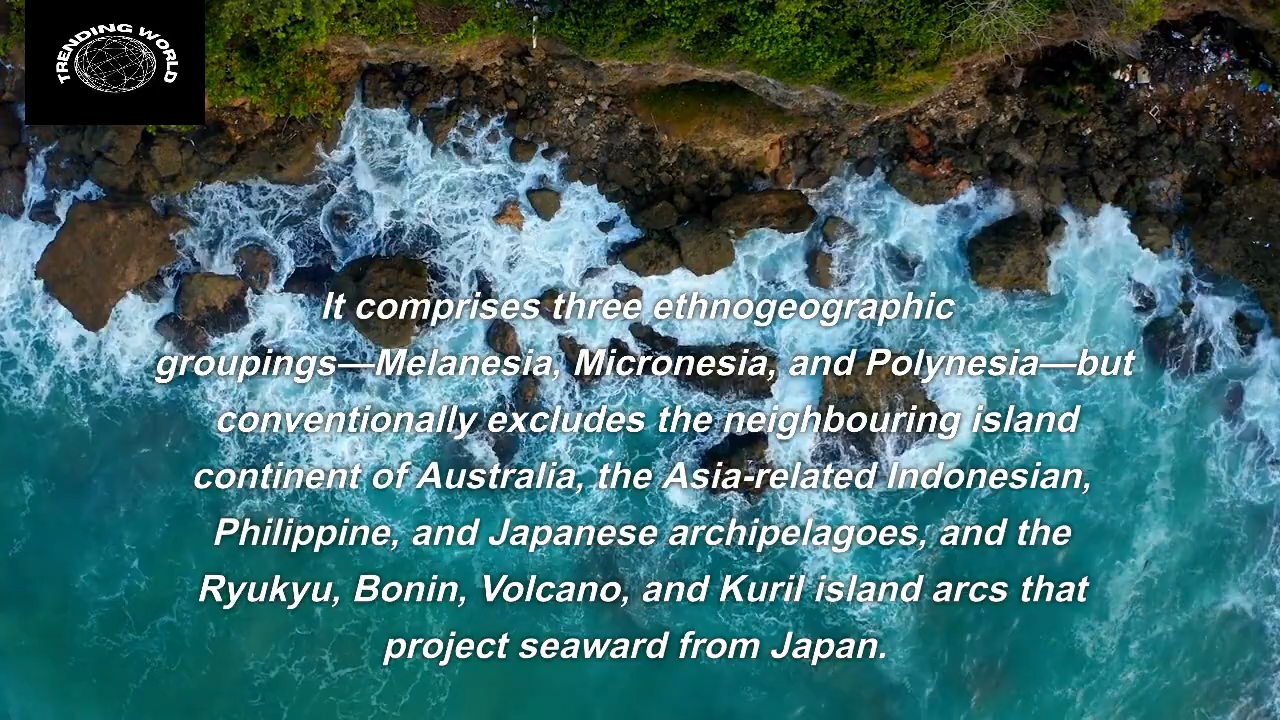 TRENDING WORLD
It comprises three ethnogeographic
groupings—Melanesia, Micronesia, and Polynesia—but
conventionally excludes the neighbouring island
continent of Australia, the Asia-related Indonesian,
Philippine, and Japanese archipelagoes, and the
Ryukyu, Bonin, Volcano, and Kuril island arcs that
project seaward from Japan.